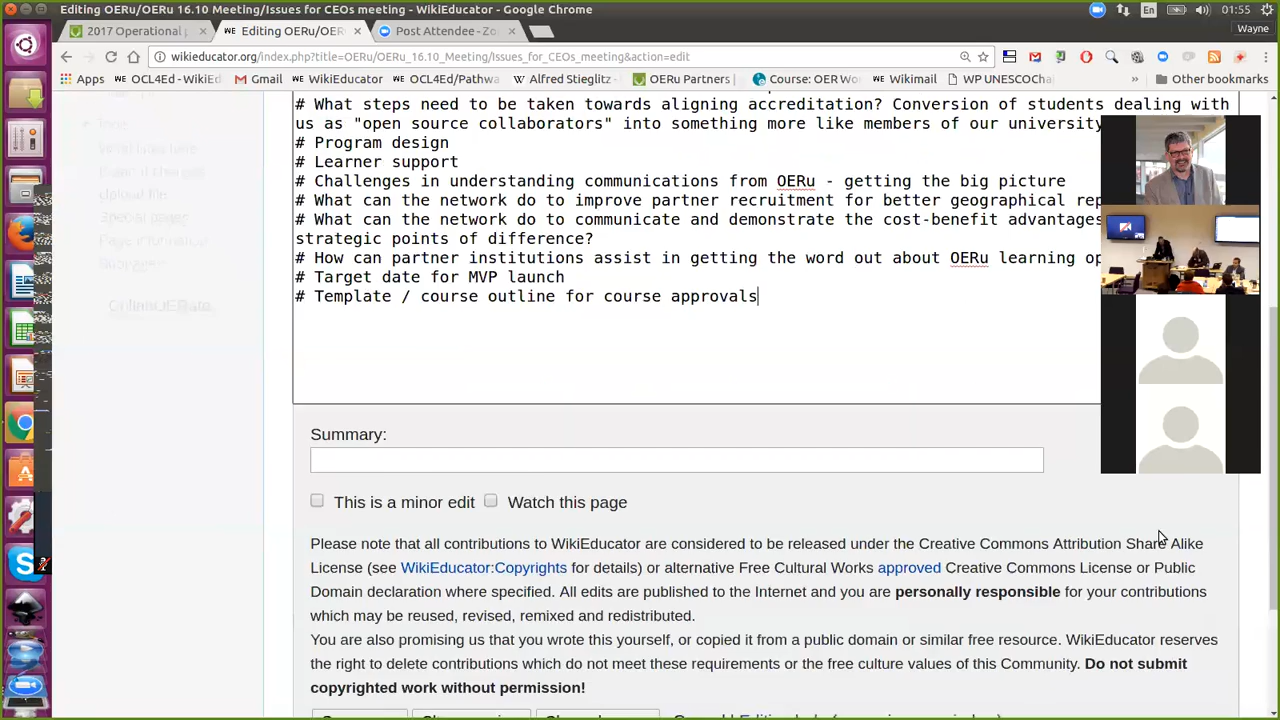 Editing OERu/OERu 16.10 Meeting/Issues for CEOs meeting - WikiEducator - Google Chrome
En
01:55
2017 Operational
Editing OERu/OERu
Post Attendee - Zo
Wayne
wikieducator.org/index.php?title=OERu/OERu_16.10_Meeting/Issues_for_CEOs_meeting&action=edit
Apps
OCL4Ed - WikiEd
Gmail
WikiEducator
OCL4Ed/Pathwa
Alfred Stieglitz -
OERu Partners
Course: OER Wor
Wikimail
WP UNESCOChai
»
Other bookmarks
# What steps need to be taken towards aligning accreditation? Conversion of students dealing with
us as "open source collaborators" into something more like members of our university
# Program design
# Learner support
# Challenges in understanding communications from OERu - getting the big picture
# What can the network do to improve partner recruitment for better geographical rep
# What can the network do to communicate and demonstrate the cost-benefit advantages
strategic points of difference?
# How can partner institutions assist in getting the word out about OERu learning op
# Target date for MVP launch
# Template / course outline for course approvals
Upload file
Special pages
Page information
Summary:
This is a minor edit
Watch this page
Please note that all contributions to WikiEducator are considered to be released under the Creative Commons Attribution Share Alike
License (see WikiEducator:Copyrights for details) or alternative Free Cultural Works approved Creative Commons License or Public
Domain declaration where specified. All edits are published to the Internet and you are personally responsible for your contributions
which may be reused, revised, remixed and redistributed.
You are also promising us that you wrote this yourself, or copied it from a public domain or similar free resource. WikiEducator reserves
the right to delete contributions which do not meet these requirements or the free culture values of this Community. Do not submit
copyrighted work without permission!